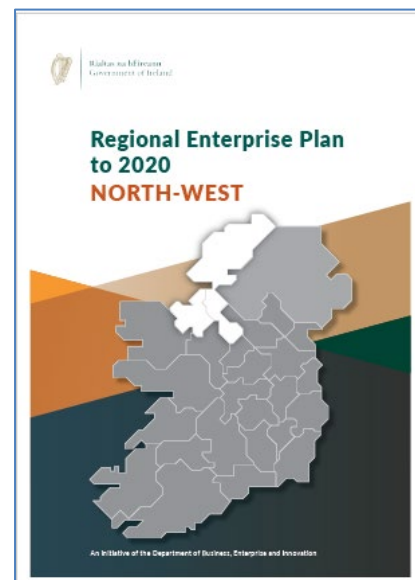 Rialtas na hÉireann
Government of Ireland
Regional Enterprise Plan
to 2020
NORTH-WEST
An Initiative of the Department of Business, Enterprise and Innovation